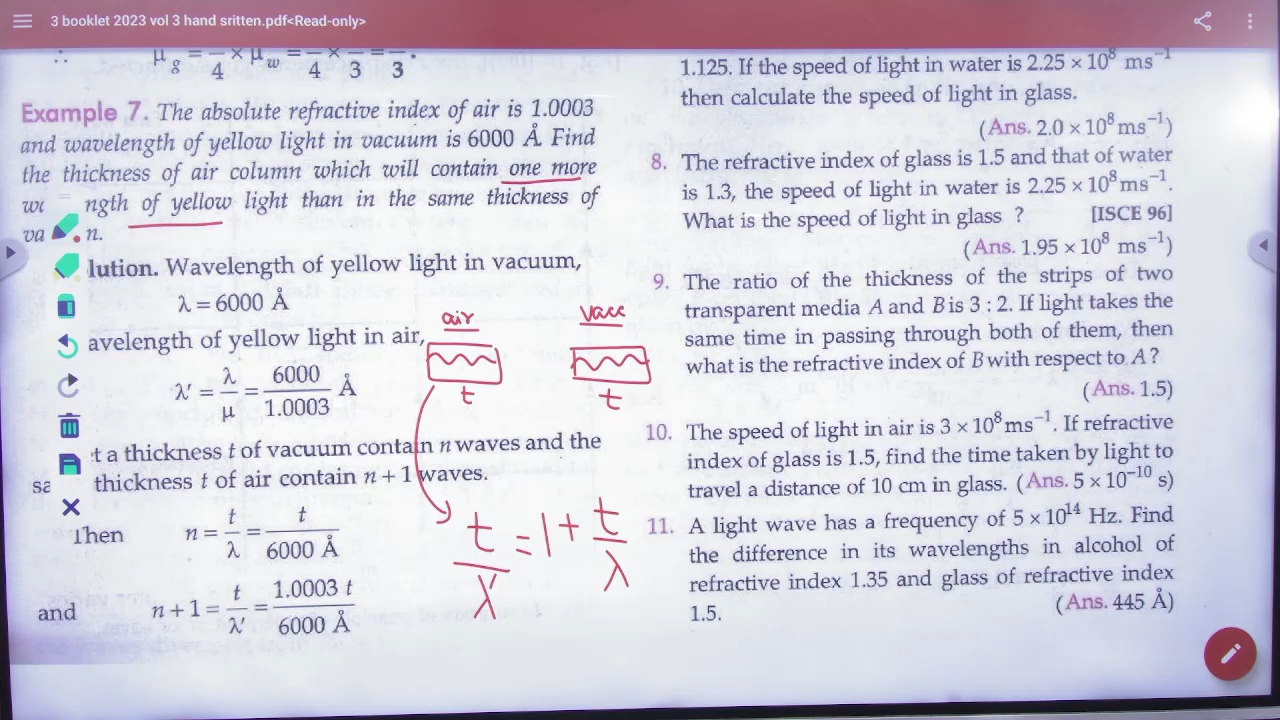 3 booklet 2023 vol 3 hand sritten.pdf<Read-only>
∴ μg = —/4 × μw = —/4 × —/3 = —/3.
Example 7. The absolute refractive index of air is 1.0003
and wavelength of yellow light in vacuum is 6000 Å. Find
the thickness of air column which will contain one more
ngth of yellow light than in the same thickness of
va n.
lution. Wavelength of yellow light in vacuum,
λ = 6000 Å
avelength of yellow light in air,
λ' = λ/μ = 6000/1.0003 Å
t a thickness t of vacuum contain n waves and the
sa thickness t of air contain n + 1 waves.
Then n = t/λ = t/6000 Å
and n + 1 = t/λ' = 1.0003 t/6000 Å
air
vacc
t
t
t/λ' = 1 + t/λ
1.125. If the speed of light in water is 2.25 × 10⁸ ms⁻¹
then calculate the speed of light in glass.
(Ans. 2.0 × 10⁸ ms⁻¹)
8. The refractive index of glass is 1.5 and that of water
is 1.3, the speed of light in water is 2.25 × 10⁸ ms⁻¹.
What is the speed of light in glass ? [ISCE 96]
(Ans. 1.95 × 10⁸ ms⁻¹)
9. The ratio of the thickness of the strips of two
transparent media A and B is 3 : 2. If light takes the
same time in passing through both of them, then
what is the refractive index of B with respect to A ?
(Ans. 1.5)
10. The speed of light in air is 3 × 10⁸ ms⁻¹. If refractive
index of glass is 1.5, find the time taken by light to
travel a distance of 10 cm in glass. (Ans. 5 × 10⁻¹⁰ s)
11. A light wave has a frequency of 5 × 10¹⁴ Hz. Find
the difference in its wavelengths in alcohol of
refractive index 1.35 and glass of refractive index
1.5. (Ans. 445 Å)